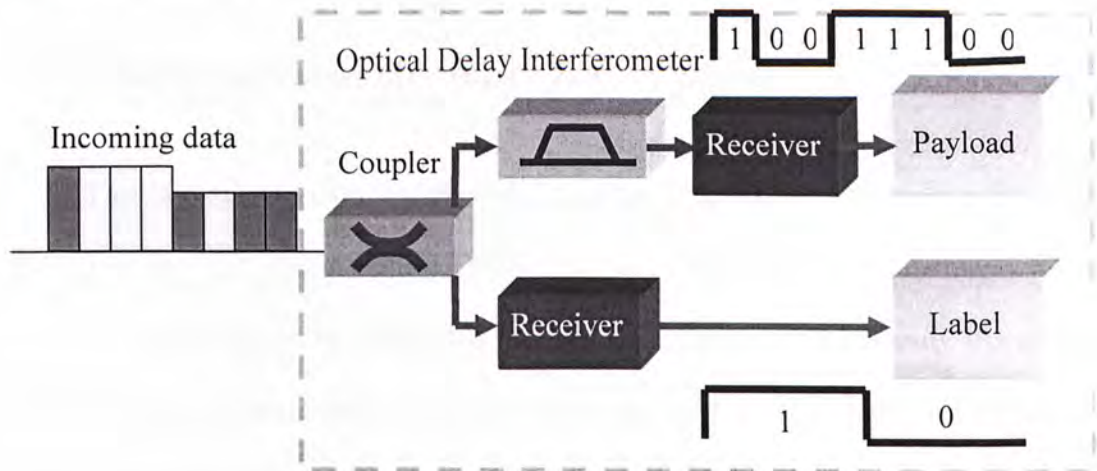 1 0 0 1 1 1 0 0
Optical Delay Interferometer
Incoming data
Coupler
Receiver
Payload
Receiver
Label
1 0